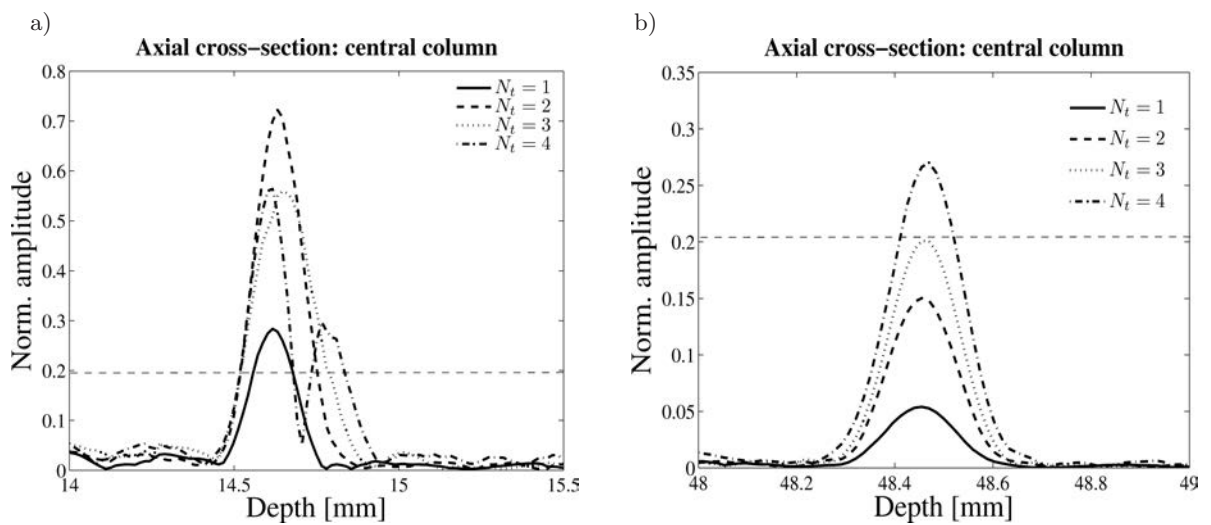 a)
Axial cross-section: central column
0.8
0.7
0.6
0.5
0.4
0.3
0.2
0.1
0
Norm. amplitude
14
14.5
15
15.5
Depth [mm]
N_t = 1
N_t = 2
N_t = 3
N_t = 4
b)
Axial cross-section: central column
0.35
0.3
0.25
0.2
0.15
0.1
0.05
0
Norm. amplitude
48
48.2
48.4
48.6
48.8
49
Depth [mm]
N_t = 1
N_t = 2
N_t = 3
N_t = 4